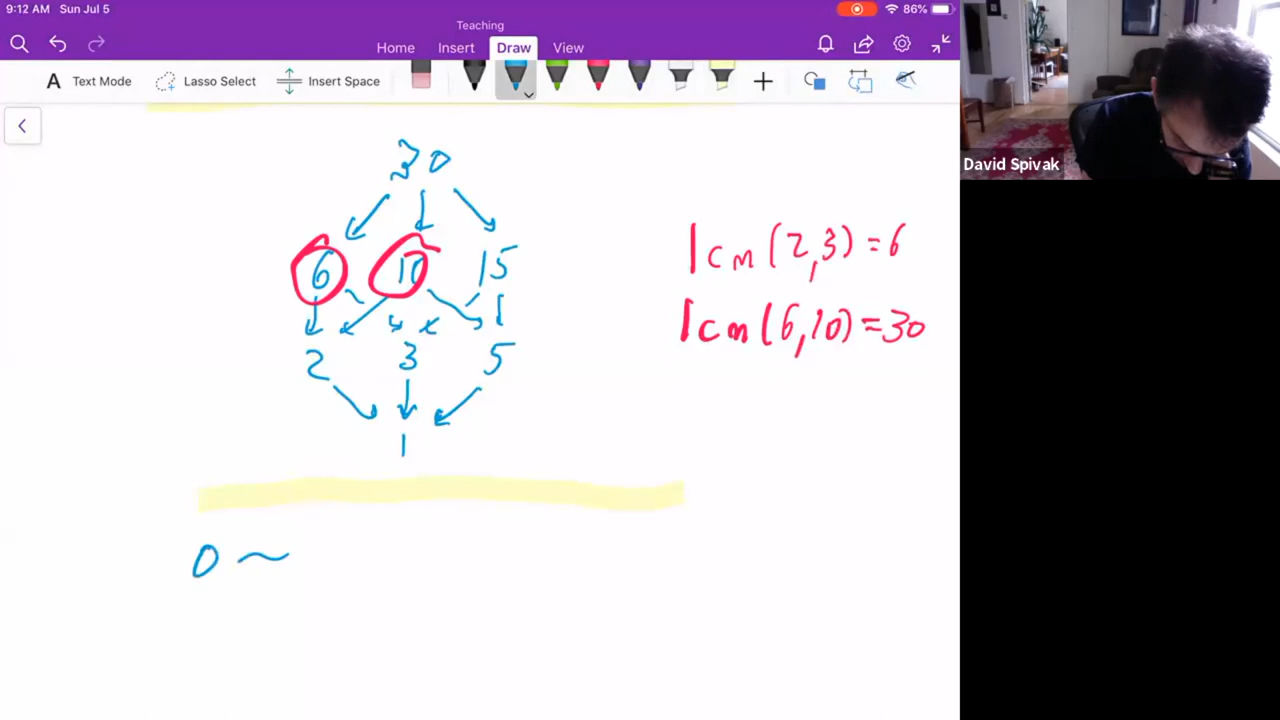 9:12 AM Sun Jul 5
86%
Teaching
Home Insert Draw View
A Text Mode Lasso Select Insert Space
David Spivak
30
6 10 15
2 3 5
1
lcm(2,3)=6
lcm(6,10)=30
0 ~